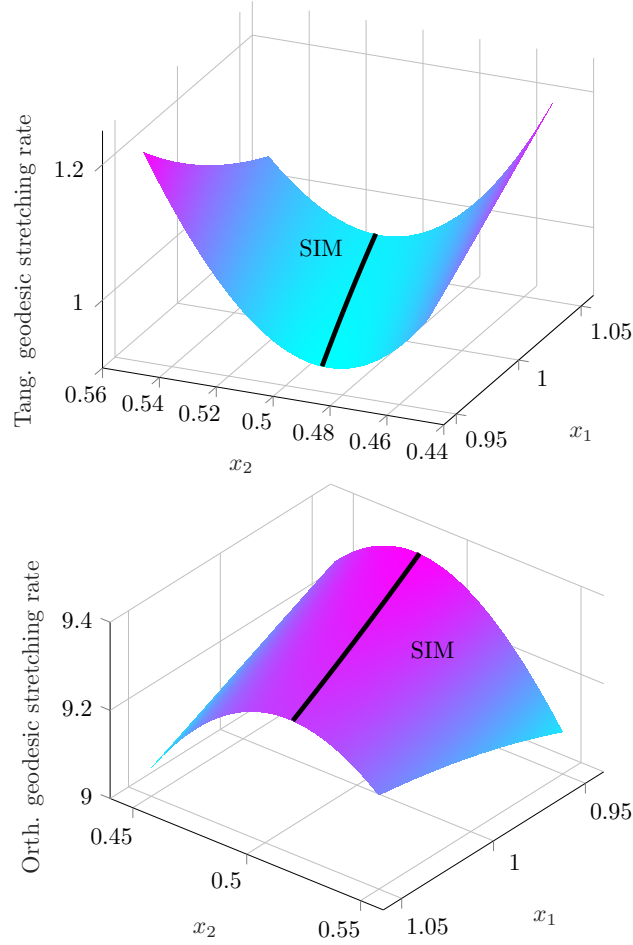 Tang. geodesic stretching rate
1.2
1
SIM
0.56
0.54
0.52
0.5
0.48
0.46
0.44
x₂
0.95
1
1.05
x₁
Orth. geodesic stretching rate
9.4
9.2
9
SIM
0.45
0.5
0.55
x₂
1.05
1
0.95
x₁